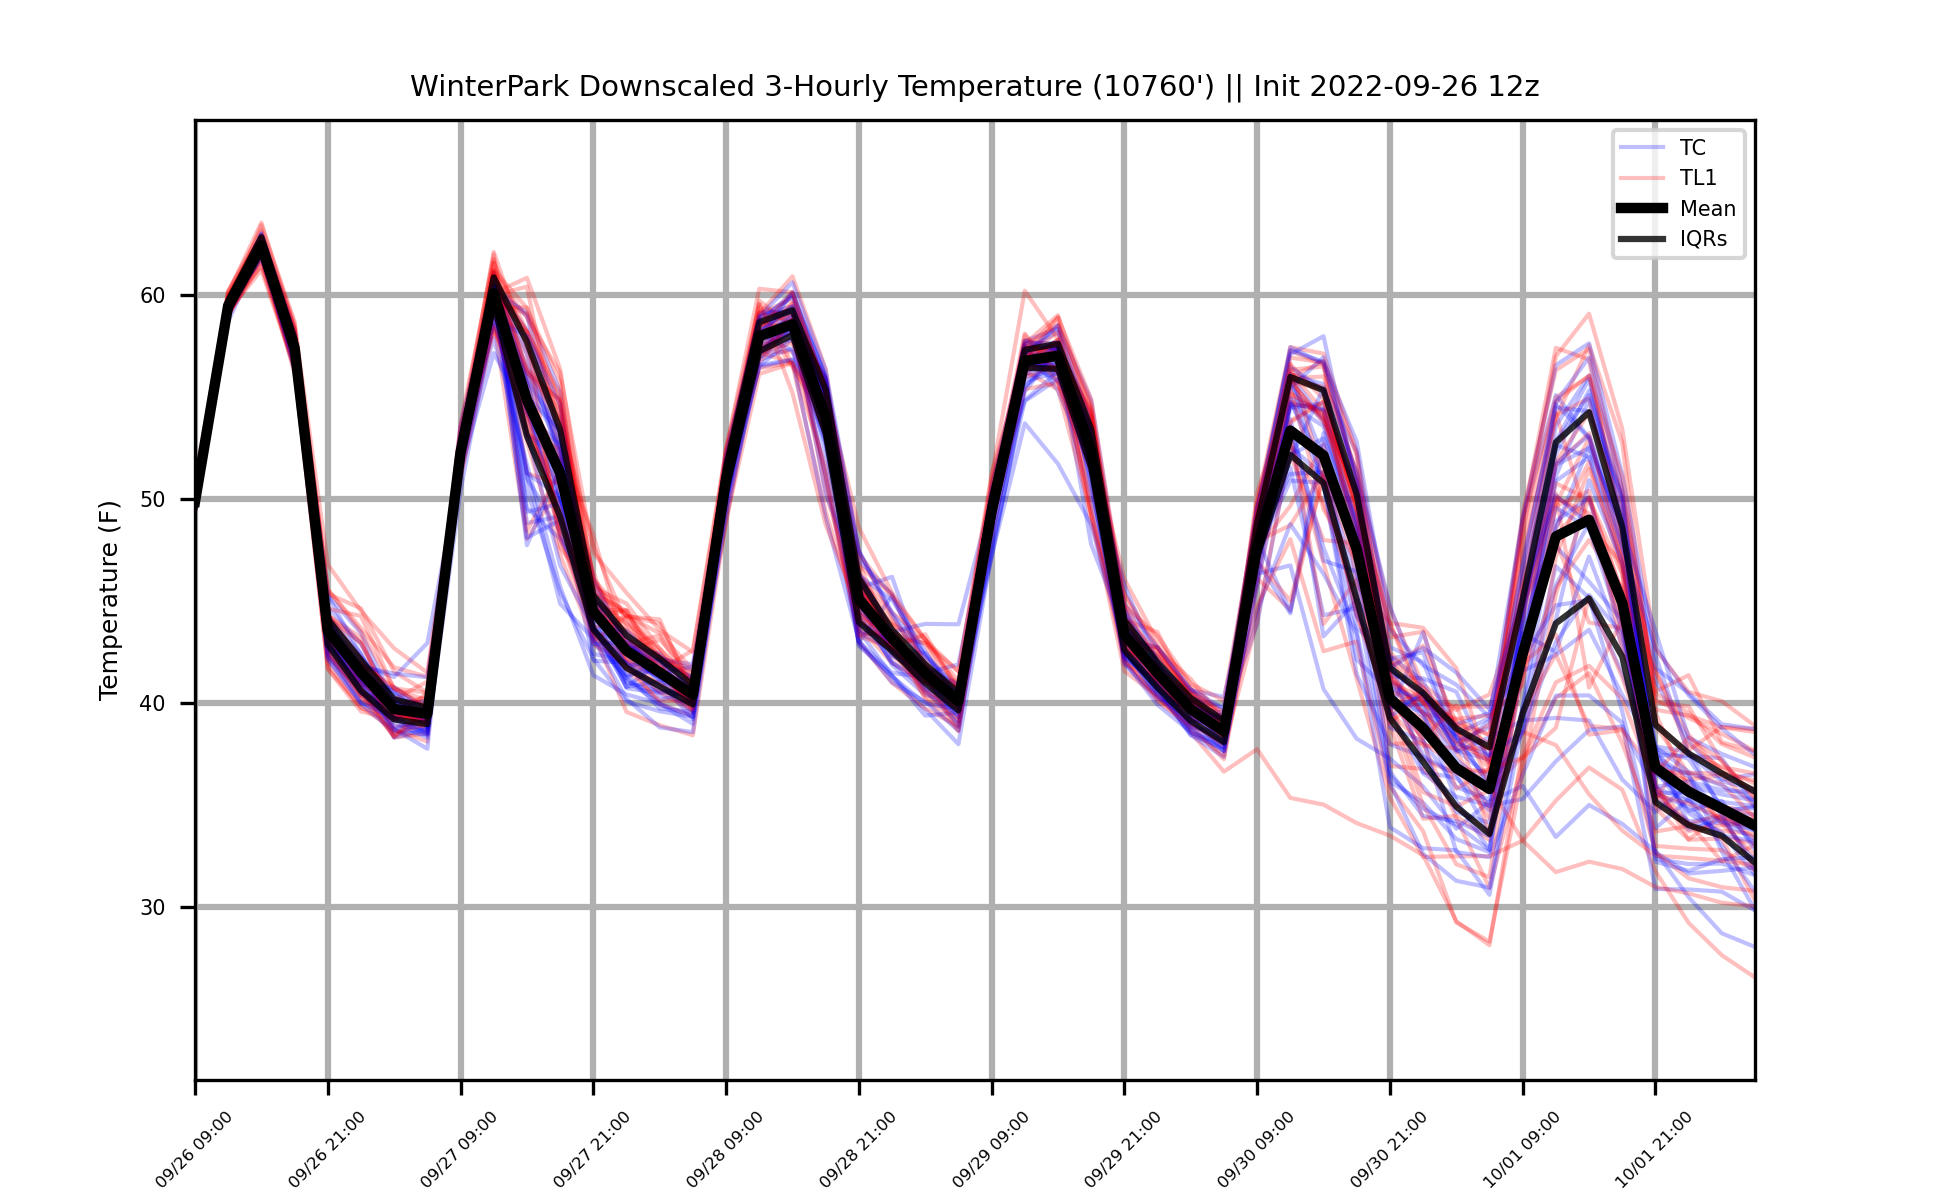 WinterPark Downscaled 3-Hourly Temperature (10760') || Init 2022-09-26 12z
TC
TL1
Mean
IQRs
Temperature (F)
60
50
40
30
09/26 09:00
09/26 21:00
09/27 09:00
09/27 21:00
09/28 09:00
09/28 21:00
09/29 09:00
09/29 21:00
09/30 09:00
09/30 21:00
10/01 09:00
10/01 21:00